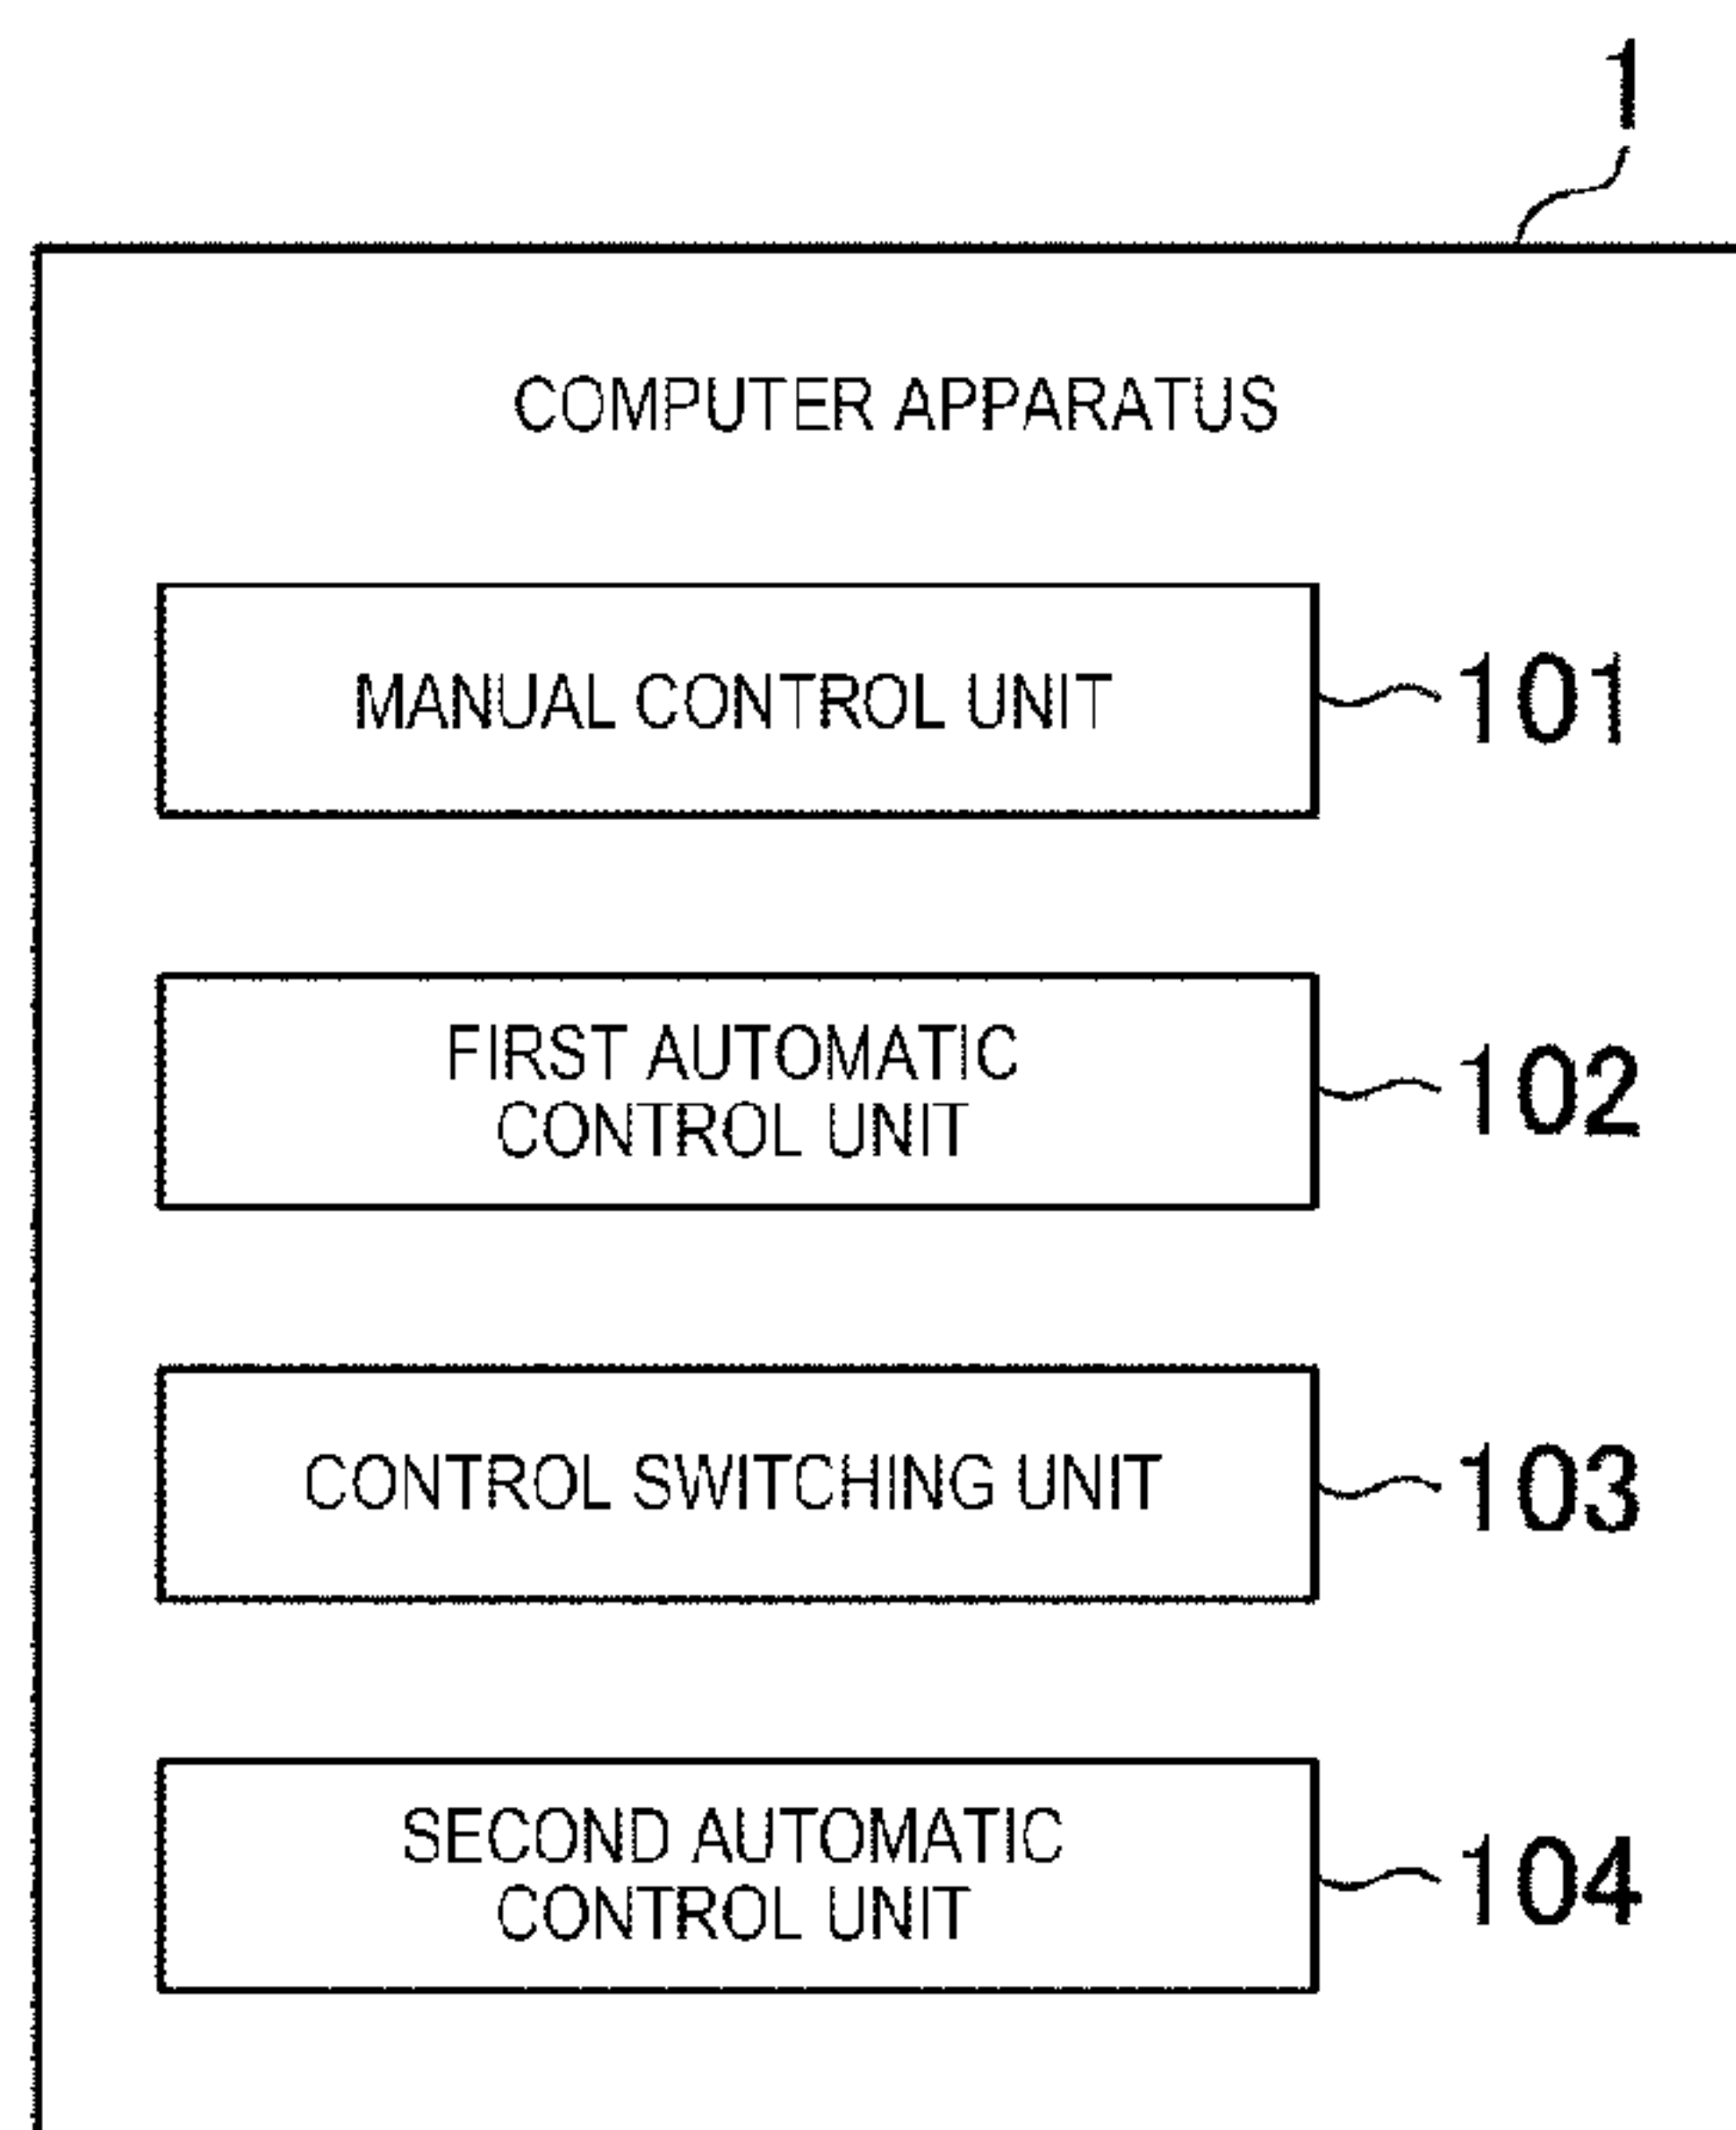 1
COMPUTER APPARATUS
MANUAL CONTROL UNIT
101
FIRST AUTOMATIC
CONTROL UNIT
102
CONTROL SWITCHING UNIT
103
SECOND AUTOMATIC
CONTROL UNIT
104